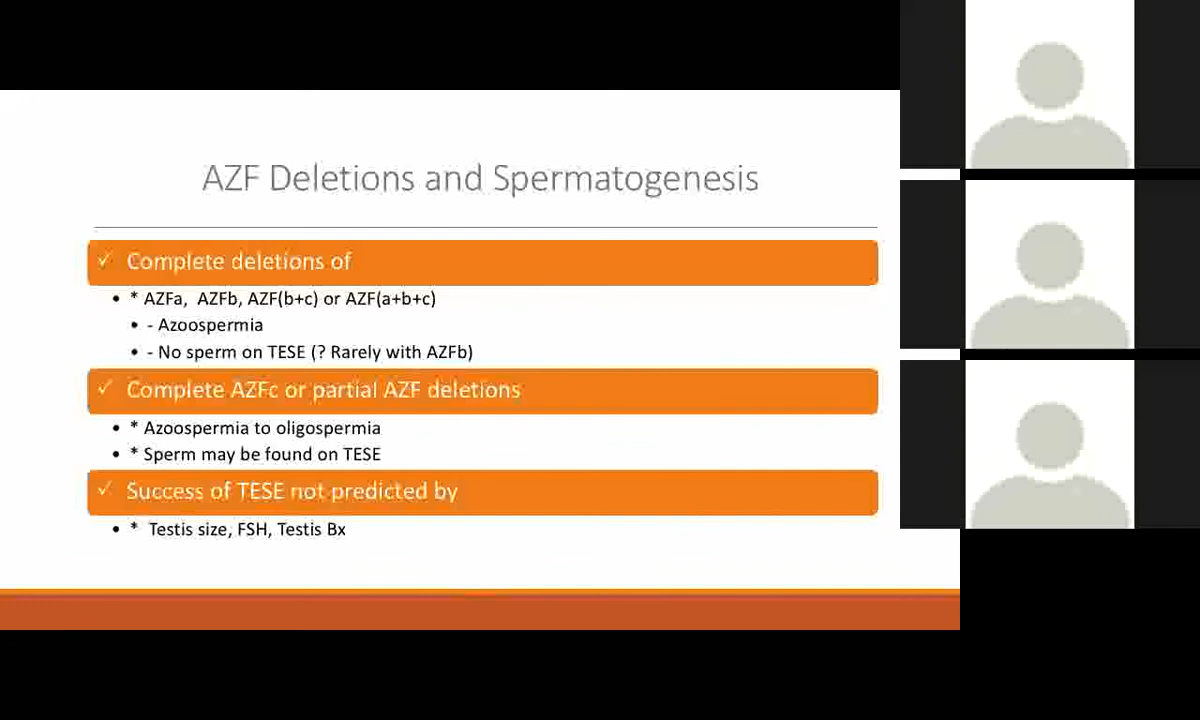 AZF Deletions and Spermatogenesis
✓ Complete deletions of
• * AZFa, AZFb, AZF(b+c) or AZF(a+b+c)
• - Azoospermia
• - No sperm on TESE (? Rarely with AZFb)
✓ Complete AZFc or partial AZF deletions
• * Azoospermia to oligospermia
• * Sperm may be found on TESE
✓ Success of TESE not predicted by
• * Testis size, FSH, Testis Bx